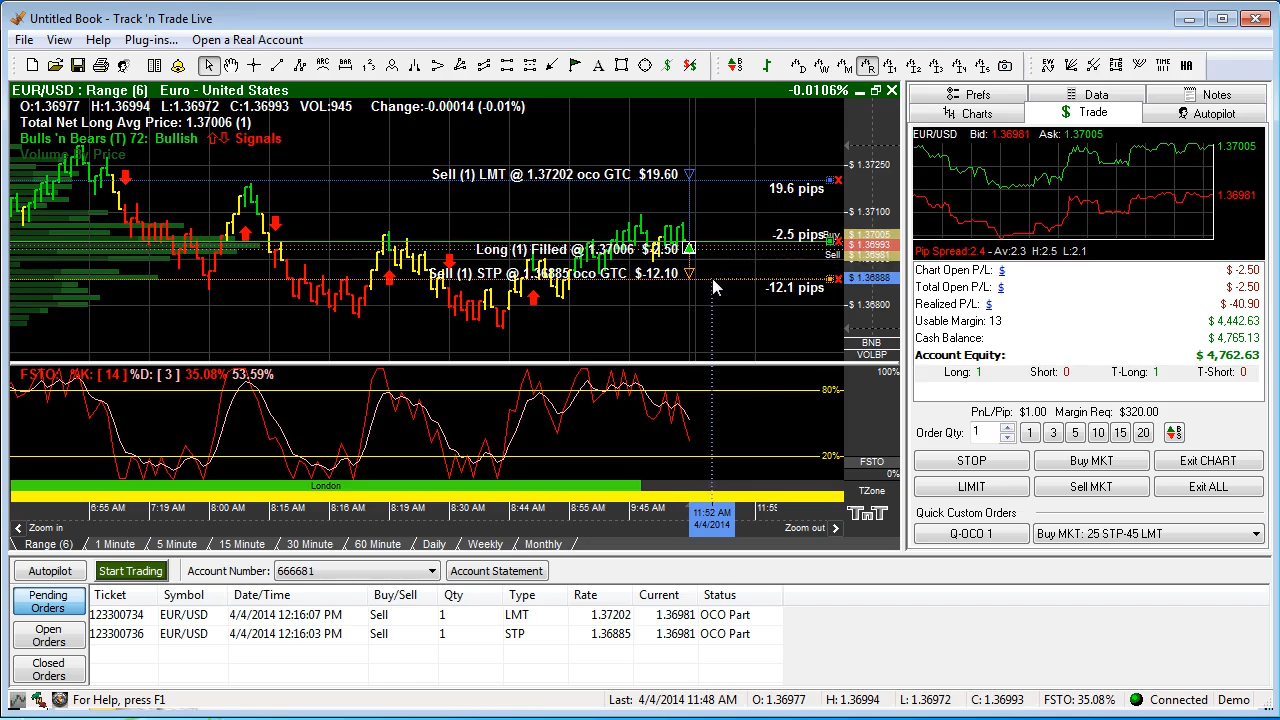 Untitled Book - Track 'n Trade Live
File View Help Plug-ins... Open a Real Account
EUR/USD : Range (6) Euro - United States -0.0106%
O:1.36977 H:1.36994 L:1.36972 C:1.36993 VOL:945 Change:-0.00014 (-0.01%)
Total Net Long Avg Price: 1.37006 (1)
Bulls 'n Bears (T) 72: Bullish Signals
Volume By Price
Sell (1) LMT @ 1.37202 oco GTC $19.60
19.6 pips
Long (1) Filled @ 1.37006
-2.5 pips
Sell (1) STP @ 1.36885 oco GTC $-12.10
-12.1 pips
$ 1.37250
$ 1.37100
Buy $ 1.37005
$ 1.36993
Sell $ 1.36981
$ 1.36888
$ 1.36800
BNB
VOLBP
FSTO: %K: [ 14 ] %D: [ 3 ] 35.08% 53.59%
100%
80%
20%
FSTO
0%
London
TZone
6:55 AM 7:19 AM 8:00 AM 8:16 AM 8:19 AM 8:30 AM 8:44 AM 8:55 AM 9:45 AM 11:55
11:52 AM
4/4/2014
TnT
Zoom in Zoom out
Range (6) 1 Minute 5 Minute 15 Minute 30 Minute 60 Minute Daily Weekly Monthly
Prefs Data Notes
Charts $ Trade Autopilot
EUR/USD Bid: 1.36981 Ask: 1.37005
1.37005
1.36981
Pip Spread:2.4 - Av:2.3 H:2.5 L:2.1
Chart Open P/L: $ $ -2.50
Total Open P/L: $ $ -2.50
Realized P/L: $ $ -40.90
Usable Margin: 13 $ 4,442.63
Cash Balance: $ 4,765.13
Account Equity: $ 4,762.63
Long: 1 Short: 0 T-Long: 1 T-Short: 0
PnL/Pip: $1.00 Margin Req: $320.00
Order Qty: 1 1 3 5 10 15 20 B S
STOP Buy MKT Exit CHART
LIMIT Sell MKT Exit ALL
Quick Custom Orders
Q-OCO 1 Buy MKT: 25 STP-45 LMT
Autopilot Start Trading Account Number: 666681 Account Statement
Pending Orders
Open Orders
Closed Orders
Ticket Symbol Date/Time Buy/Sell Qty Type Rate Current Status
123300734 EUR/USD 4/4/2014 12:16:07 PM Sell 1 LMT 1.37202 1.36981 OCO Part
123300736 EUR/USD 4/4/2014 12:16:03 PM Sell 1 STP 1.36885 1.36981 OCO Part
For Help, press F1 Last: 4/4/2014 11:48 AM O: 1.36977 H: 1.36994 L: 1.36972 C: 1.36993 FSTO: 35.08% Connected Demo